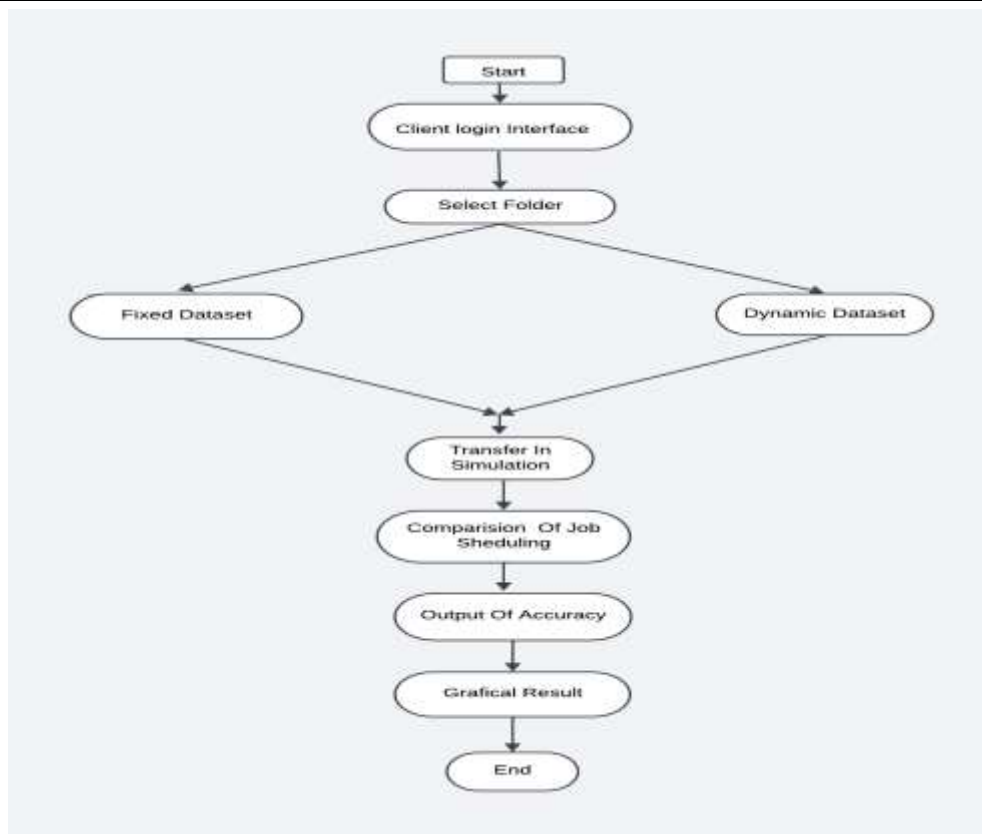 Start
Client login Interface
Select Folder
Fixed Dataset
Dynamic Dataset
Transfer In
Simulation
Comparision Of Job
Sheduling
Output Of Accuracy
Grafical Result
End